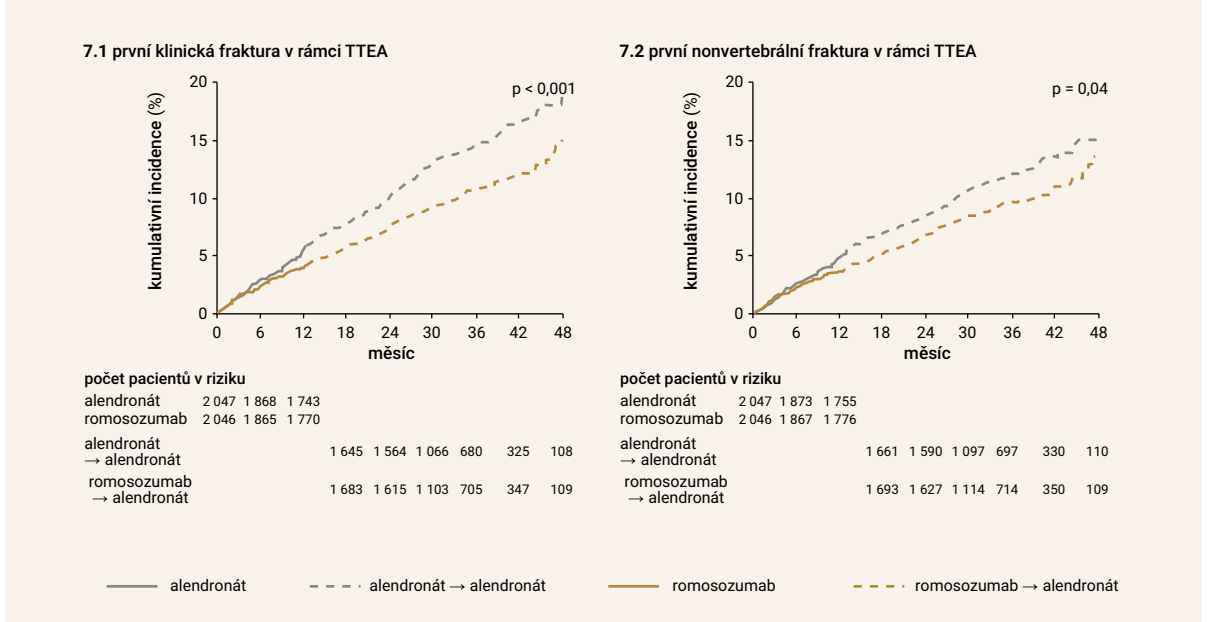 7.1 první klinická fraktura v rámci TTEA
kumulativní incidence (%)
20
15
10
5
0
p < 0,001
0 6 12 18 24 30 36 42 48
měsíc
počet pacientů v riziku
alendronát 2 047 1 868 1 743
romosozumab 2 046 1 865 1 770
alendronát
→ alendronát 1 645 1 564 1 066 680 325 108
romosozumab
→ alendronát 1 683 1 615 1 103 705 347 109
7.2 první nonvertebrální fraktura v rámci TTEA
kumulativní incidence (%)
20
15
10
5
0
p = 0,04
0 6 12 18 24 30 36 42 48
měsíc
počet pacientů v riziku
alendronát 2 047 1 873 1 755
romosozumab 2 046 1 867 1 776
alendronát
→ alendronát 1 661 1 590 1 097 697 330 110
romosozumab
→ alendronát 1 693 1 627 1 114 714 350 109
alendronát
alendronát → alendronát
romosozumab
romosozumab → alendronát